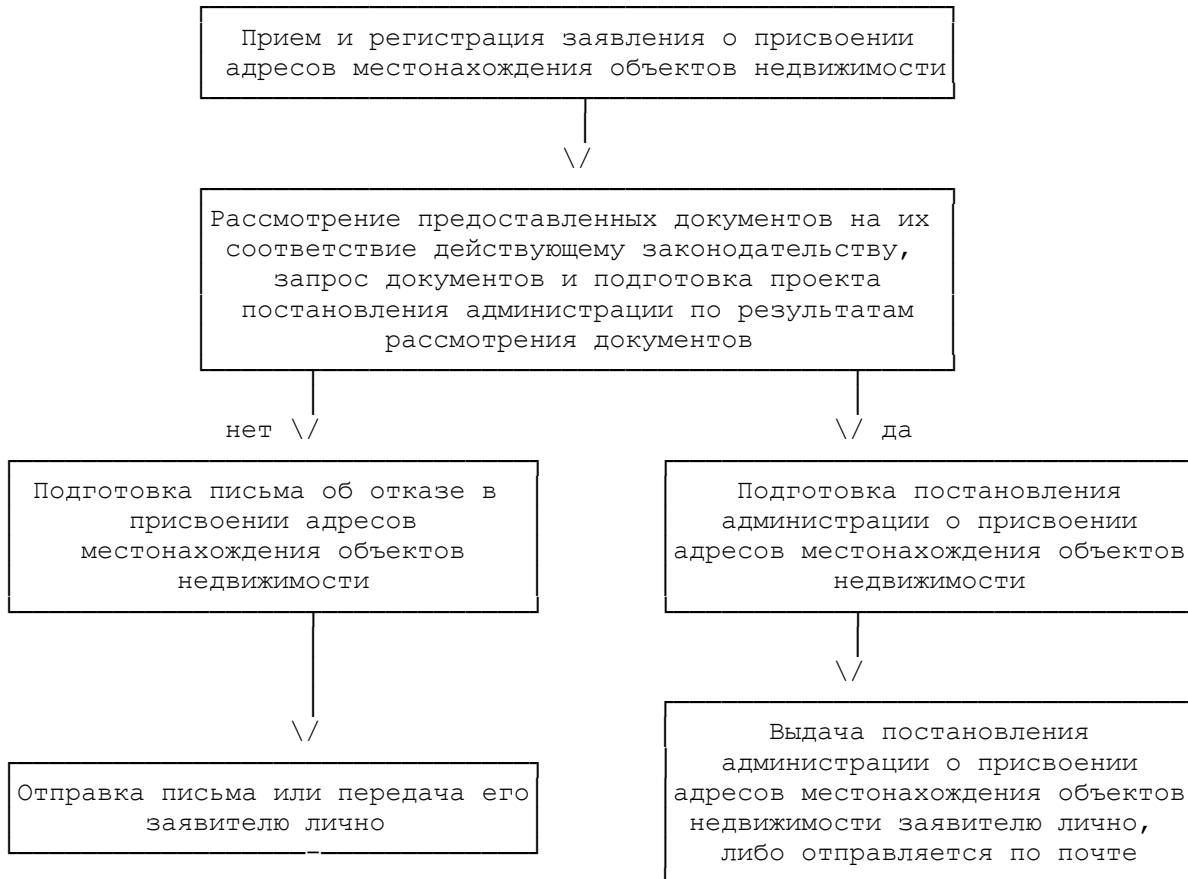 Прием и регистрация заявления о присвоении
адресов местонахождения объектов недвижимости
\/
Рассмотрение предоставленных документов на их
соответствие действующему законодательству,
запрос документов и подготовка проекта
постановления администрации по результатам
рассмотрения документов
нет \/
\/ да
Подготовка письма об отказе в
присвоении адресов
местонахождения объектов
недвижимости
Подготовка постановления
администрации о присвоении
адресов местонахождения объектов
недвижимости
\/
\/
Отправка письма или передача его
заявителю лично
Выдача постановления
администрации о присвоении
адресов местонахождения объектов
недвижимости заявителю лично,
либо отправляется по почте